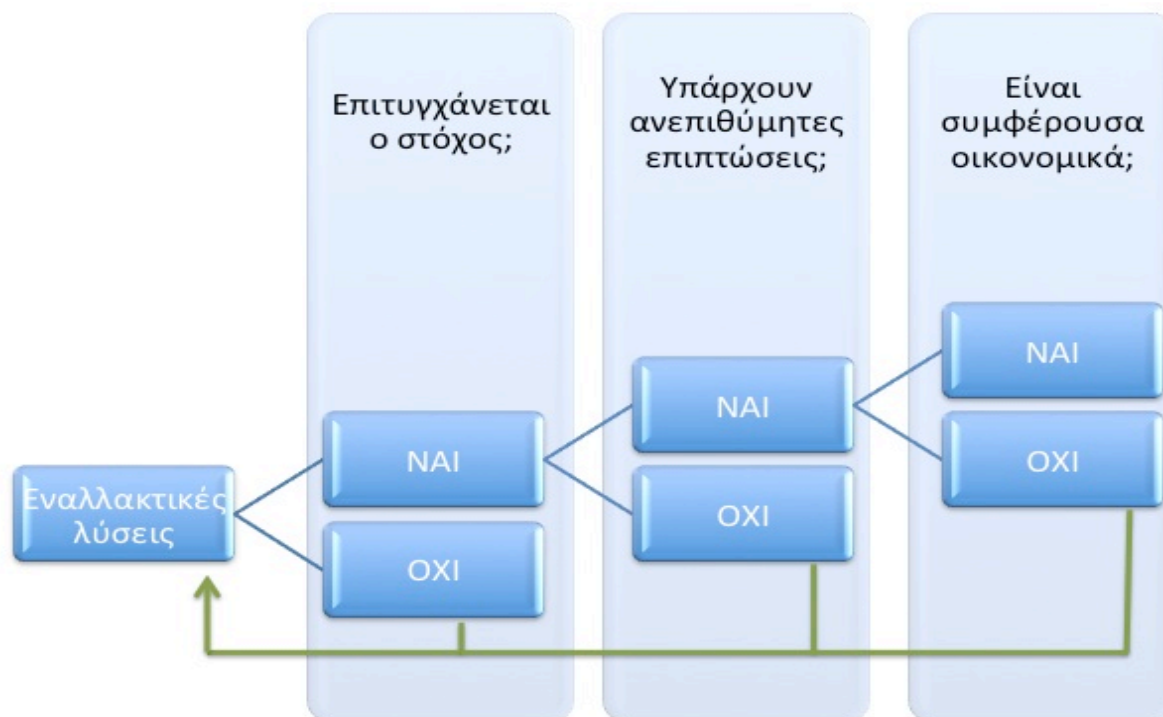 Επιτυγχάνεται
ο στόχος;
Υπάρχουν
ανεπιθύμητες
επιπτώσεις;
Είναι
συμφέρουσα
οικονομικά;
ΝΑΙ
ΝΑΙ
ΝΑΙ
ΟΧΙ
Εναλλακτικές
λύσεις
ΟΧΙ
ΟΧΙ